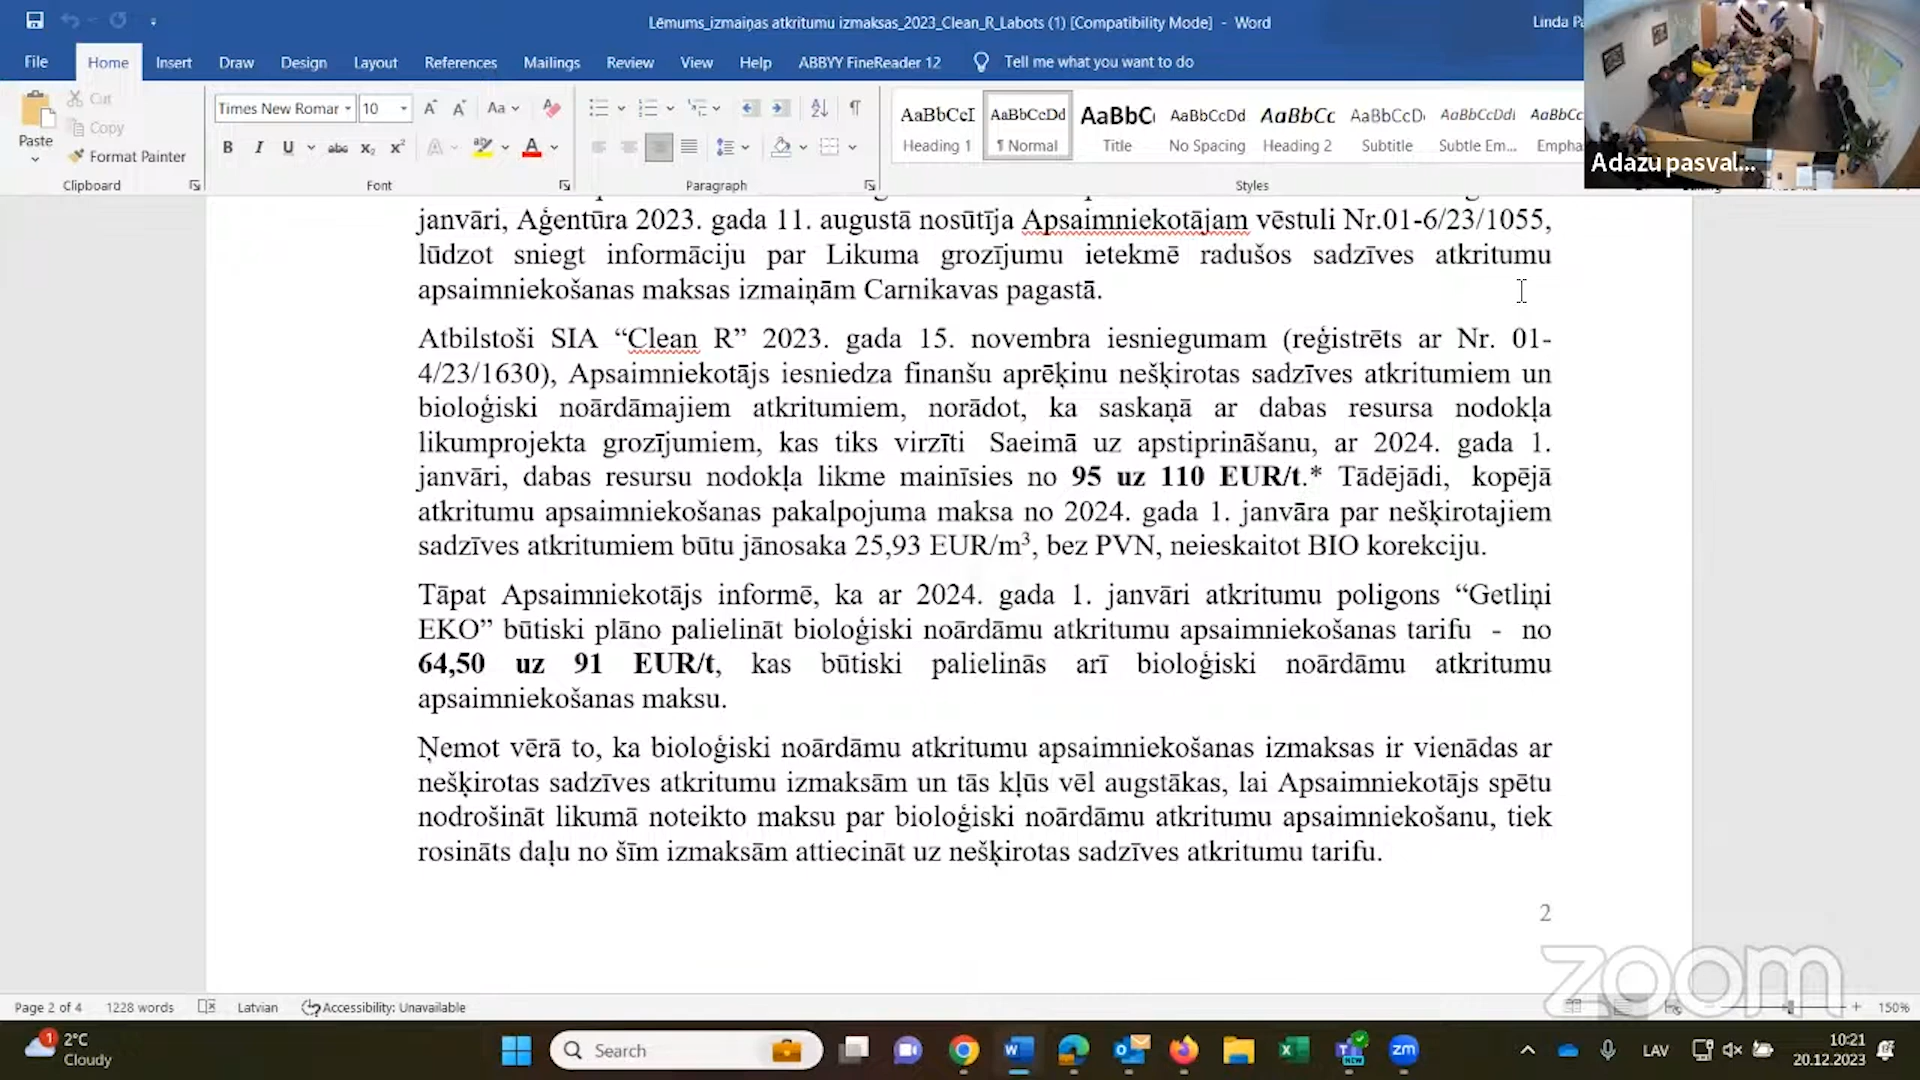 Lēmums_izmaiņas atkritumu izmaksas_2023_Clean_R_Labots (1) [Compatibility Mode] - Word
Linda Pa
File Home Insert Draw Design Layout References Mailings Review View Help ABBYY FineReader 12 Tell me what you want to do
Paste
Cut
Copy
Format Painter
Times New Romar 10
AaBbCcI AaBbCcDd AaBbC AaBbCcDd AaBbCc AaBbCcD AaBbCcDdI AaBbCc
Heading 1 ¶ Normal Title No Spacing Heading 2 Subtitle Subtle Em... Empha
Clipboard Font Paragraph Styles
Adazu pasval...
janvāri, Aģentūra 2023. gada 11. augustā nosūtīja Apsaimniekotājam vēstuli Nr.01-6/23/1055,
lūdzot sniegt informāciju par Likuma grozījumu ietekmē radušos sadzīves atkritumu
apsaimniekošanas maksas izmaiņām Carnikavas pagastā.
Atbilstoši SIA “Clean R” 2023. gada 15. novembra iesniegumam (reģistrēts ar Nr. 01-
4/23/1630), Apsaimniekotājs iesniedza finanšu aprēķinu nešķirotas sadzīves atkritumiem un
bioloģiski noārdāmajiem atkritumiem, norādot, ka saskaņā ar dabas resursa nodokļa
likumprojekta grozījumiem, kas tiks virzīti Saeimā uz apstiprināšanu, ar 2024. gada 1.
janvāri, dabas resursu nodokļa likme mainīsies no 95 uz 110 EUR/t.* Tādējādi, kopējā
atkritumu apsaimniekošanas pakalpojuma maksa no 2024. gada 1. janvāra par nešķirotajiem
sadzīves atkritumiem būtu jānosaka 25,93 EUR/m³, bez PVN, neieskaitot BIO korekciju.
Tāpat Apsaimniekotājs informē, ka ar 2024. gada 1. janvāri atkritumu poligons “Getliņi
EKO” būtiski plāno palielināt bioloģiski noārdāmu atkritumu apsaimniekošanas tarifu - no
64,50 uz 91 EUR/t, kas būtiski palielinās arī bioloģiski noārdāmu atkritumu
apsaimniekošanas maksu.
Ņemot vērā to, ka bioloģiski noārdāmu atkritumu apsaimniekošanas izmaksas ir vienādas ar
nešķirotas sadzīves atkritumu izmaksām un tās kļūs vēl augstākas, lai Apsaimniekotājs spētu
nodrošināt likumā noteikto maksu par bioloģiski noārdāmu atkritumu apsaimniekošanu, tiek
rosināts daļu no šīm izmaksām attiecināt uz nešķirotas sadzīves atkritumu tarifu.
2
zoom
Page 2 of 4 1228 words Latvian Accessibility: Unavailable 150%
1 2°C
Cloudy
Search
LAV
10:21
20.12.2023